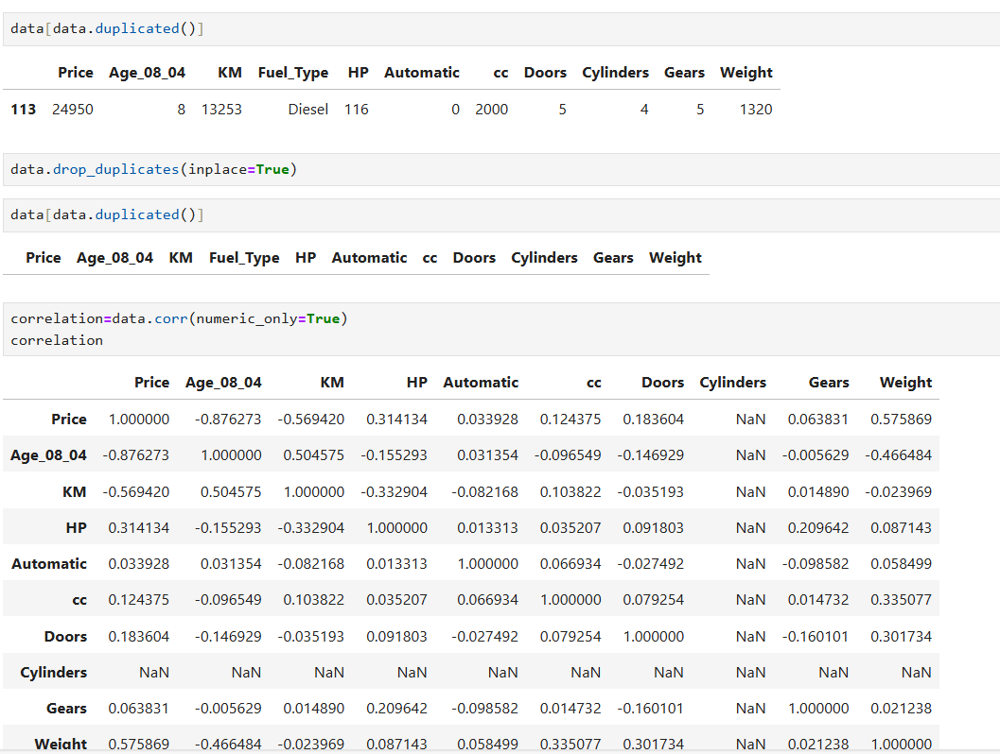 data[data.duplicated()]
Price Age_08_04 KM Fuel_Type HP Automatic cc Doors Cylinders Gears Weight
113 24950 8 13253 Diesel 116 0 2000 5 4 5 1320
data.drop_duplicates(inplace=True)
data[data.duplicated()]
Price Age_08_04 KM Fuel_Type HP Automatic cc Doors Cylinders Gears Weight
correlation=data.corr(numeric_only=True)
correlation
Price Age_08_04 KM HP Automatic cc Doors Cylinders Gears Weight
Price 1.000000 -0.876273 -0.569420 0.314134 0.033928 0.124375 0.183604 NaN 0.063831 0.575869
Age_08_04 -0.876273 1.000000 0.504575 -0.155293 0.031354 -0.096549 -0.146929 NaN -0.005629 -0.466484
KM -0.569420 0.504575 1.000000 -0.332904 -0.082168 0.103822 -0.035193 NaN 0.014890 -0.023969
HP 0.314134 -0.155293 -0.332904 1.000000 0.013313 0.035207 0.091803 NaN 0.209642 0.087143
Automatic 0.033928 0.031354 -0.082168 0.013313 1.000000 0.066934 -0.027492 NaN -0.098582 0.058499
cc 0.124375 -0.096549 0.103822 0.035207 0.066934 1.000000 0.079254 NaN 0.014732 0.335077
Doors 0.183604 -0.146929 -0.035193 0.091803 -0.027492 0.079254 1.000000 NaN -0.160101 0.301734
Cylinders NaN NaN NaN NaN NaN NaN NaN NaN NaN NaN
Gears 0.063831 -0.005629 0.014890 0.209642 -0.098582 0.014732 -0.160101 NaN 1.000000 0.021238
Weight 0.575869 -0.466484 -0.023969 0.087143 0.058499 0.335077 0.301734 NaN 0.021238 1.000000